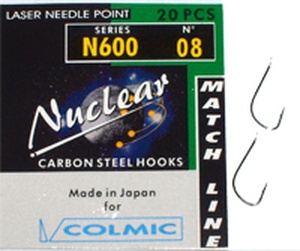 LASER NEEDLE POINT 20 PCS
SERIES N°
N600 08
Nuclear
CARBON STEEL HOOKS
MATCH LINE
Made in Japan
for
COLMIC